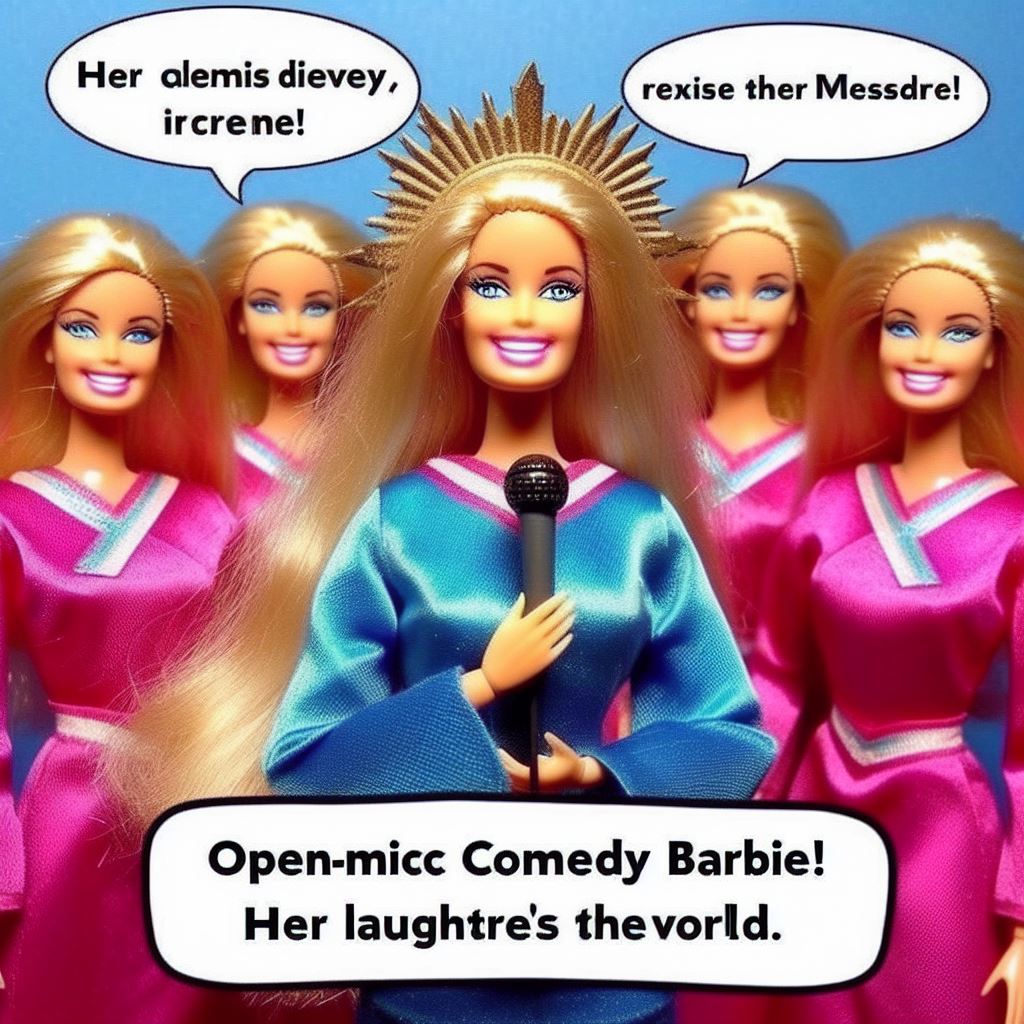 Her alemis dievey,
ircrene!
rexise ther Messdre!
Open-micc Comedy Barbie!
Her laughtre's thevorld.